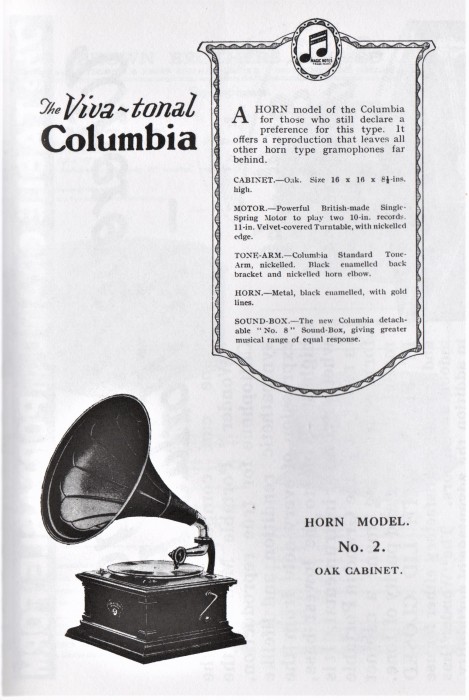 MAGIC NOTES
The Viva~tonal
Columbia
A HORN model of the Columbia
for those who still declare a
preference for this type. It
offers a reproduction that leaves all
other horn type gramophones far
behind.
CABINET.—Oak. Size 16 x 16 x 8½-ins.
high.
MOTOR.—Powerful British-made Single-
Spring Motor to play two 10-in. records.
11-in. Velvet-covered Turntable, with nickelled
edge.
TONE-ARM.—Columbia Standard Tone-
Arm, nickelled. Black enamelled back
bracket and nickelled horn elbow.
HORN.—Metal, black enamelled, with gold
lines.
SOUND-BOX.—The new Columbia detach-
able "No. 8" Sound-Box, giving greater
musical range of equal response.
HORN MODEL.
No. 2.
OAK CABINET.